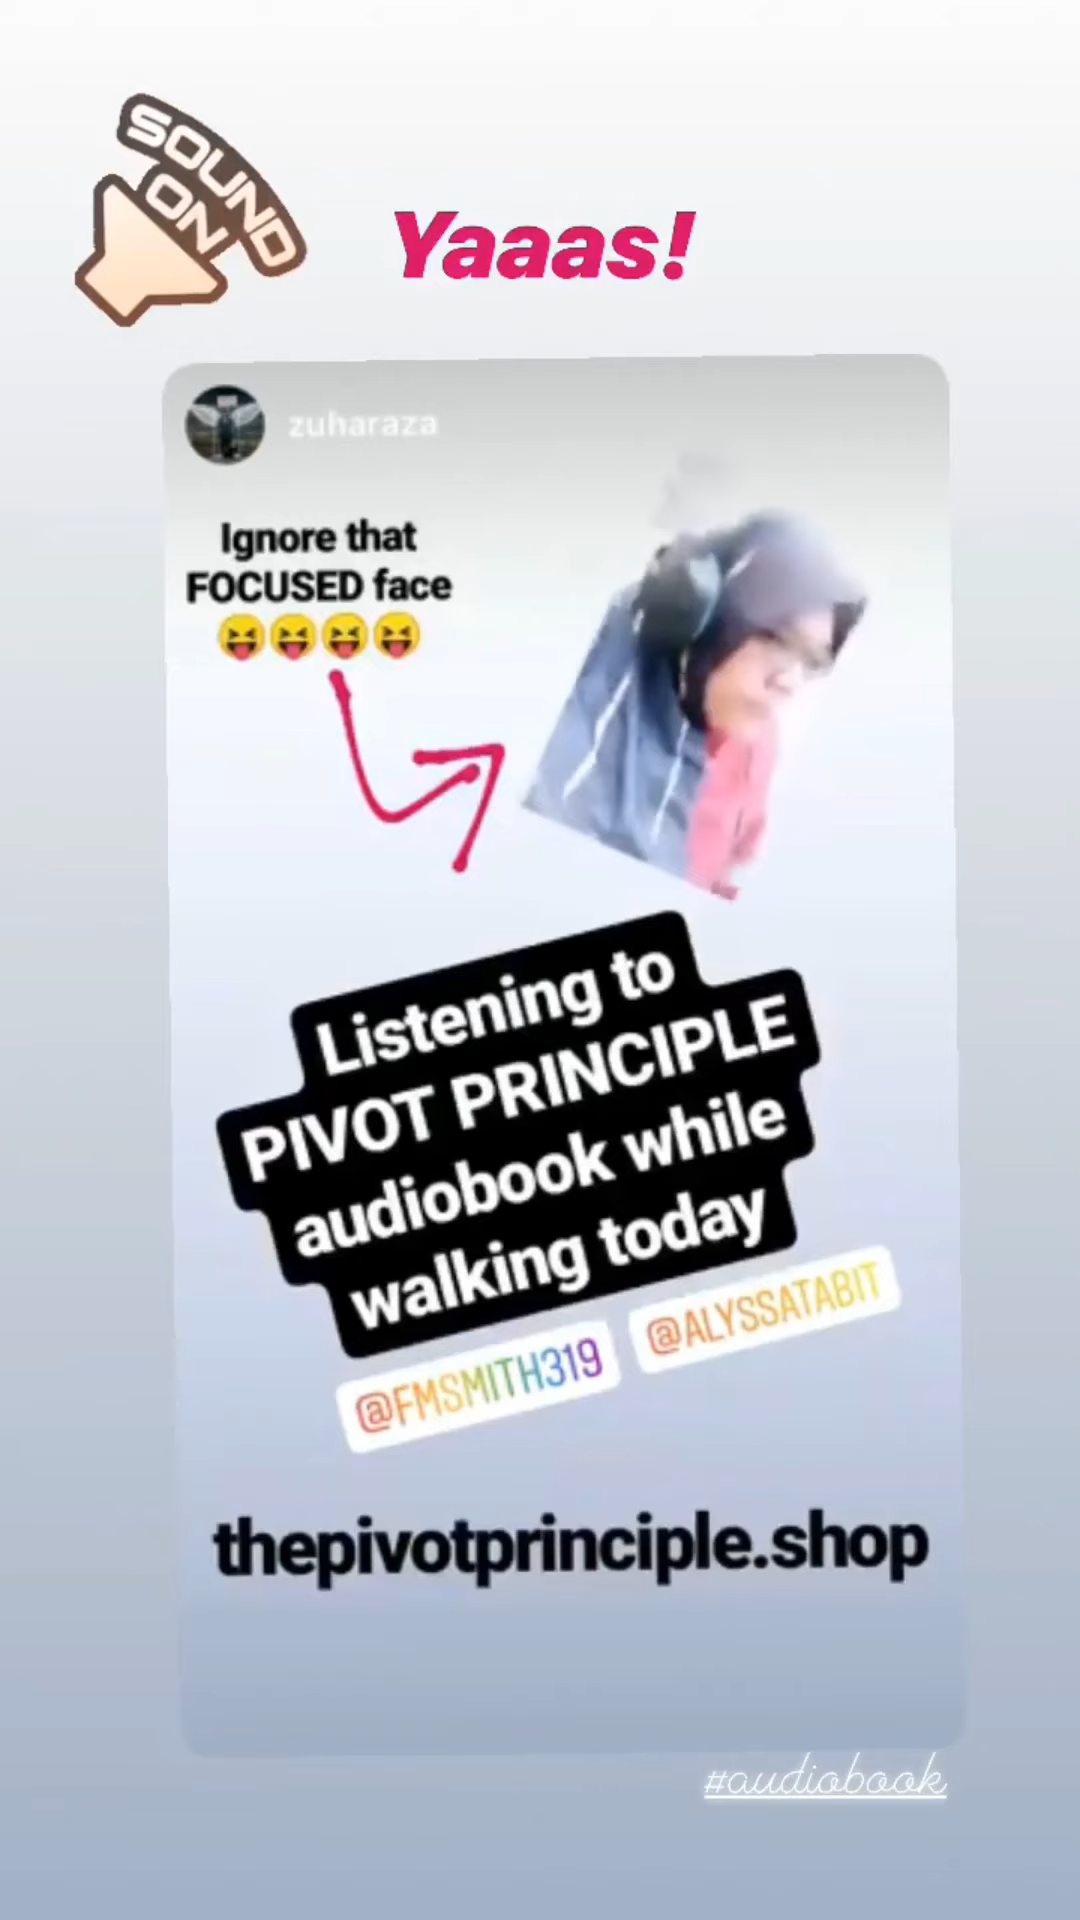 SOUND
ON
Yaaas!
zuharaza
Ignore that
FOCUSED face
😝😝😝😝
Listening to
PIVOT PRINCIPLE
audiobook while
walking today
@FMSMITH319 @ALYSSATABIT
thepivotprinciple.shop
#audiobook